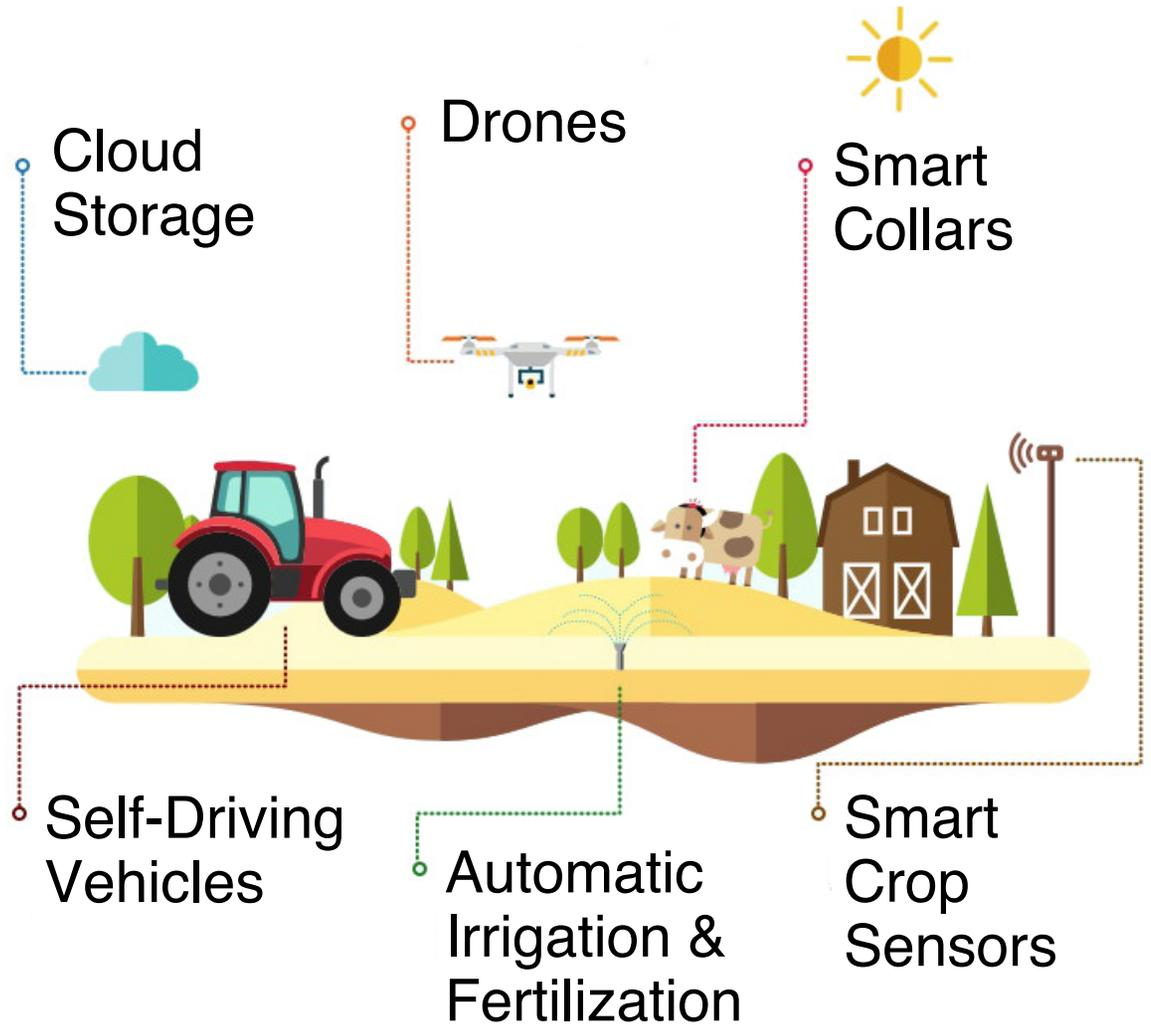 Cloud
Storage
Drones
Smart
Collars
Self-Driving
Vehicles
Automatic
Irrigation &
Fertilization
Smart
Crop
Sensors